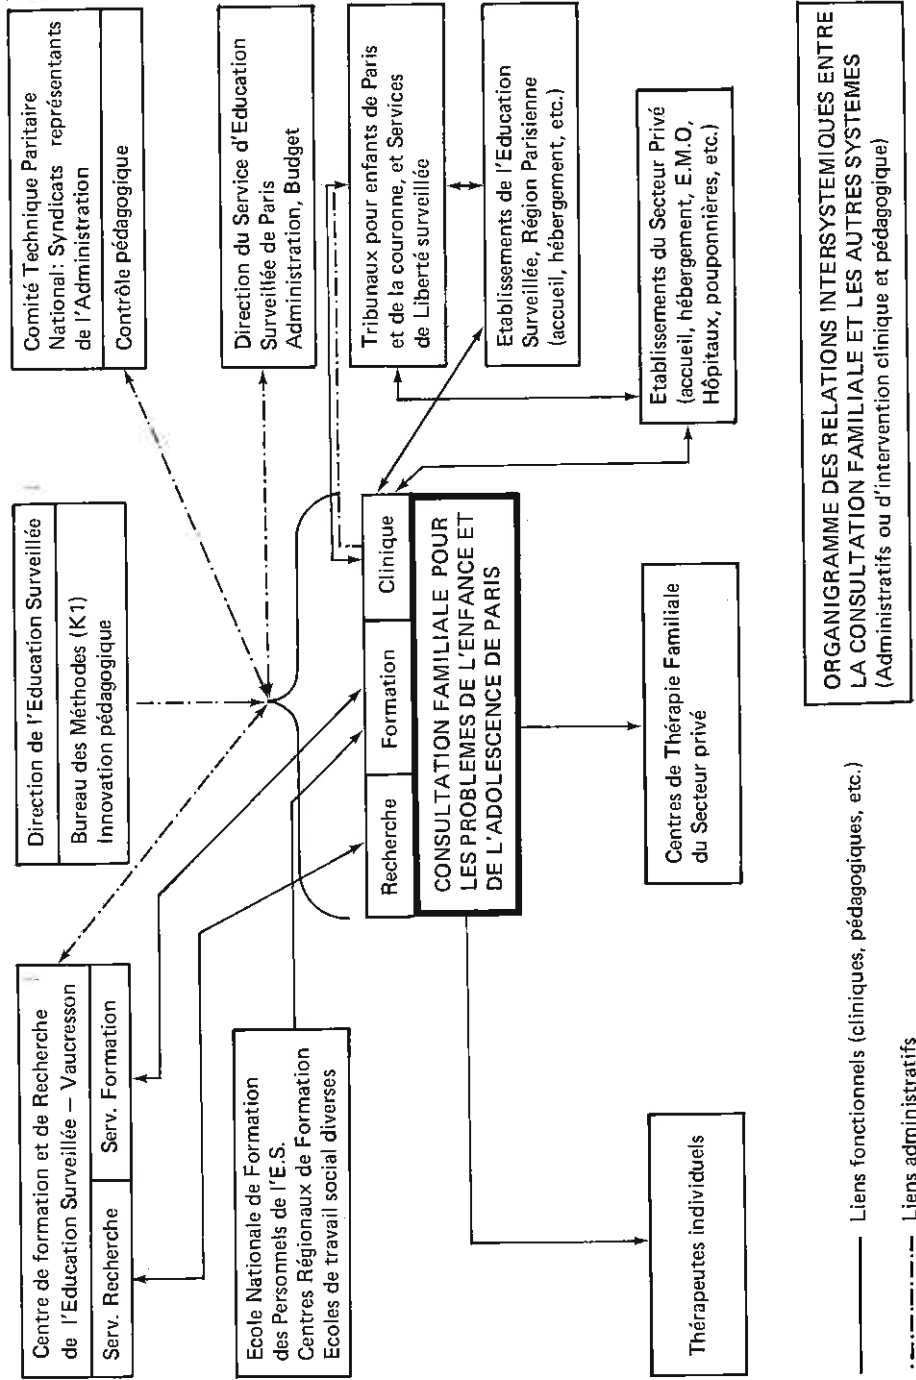 Centre de formation et de Recherche
de l'Education Surveillée — Vaucresson
Serv. Recherche
Serv. Formation
Direction de l'Education Surveillée
Bureau des Méthodes (K1)
Innovation pédagogique
Comité Technique Paritaire
National: Syndicats représentants
de l'Administration
Contrôle pédagogique
Ecole Nationale de Formation
des Personnels de l'E.S.
Centres Régionaux de Formation
Ecoles de travail social diverses
Direction du Service d'Education
Surveillée de Paris
Administration, Budget
Recherche
Formation
Clinique
CONSULTATION FAMILIALE POUR
LES PROBLEMES DE L'ENFANCE ET
DE L'ADOLESCENCE DE PARIS
Tribunaux pour enfants de Paris
et de la couronne, et Services
de Liberté surveillée
Etablissements de l'Education
Surveillée, Région Parisienne
(accueil, hébergement, etc.)
Etablissements du Secteur Privé
(accueil, hébergement, E.M.O,
Hôpitaux, pouponnières, etc.)
Thérapeutes individuels
Centres de Thérapie Familiale
du Secteur privé
Liens fonctionnels (cliniques, pédagogiques, etc.)
Liens administratifs
ORGANIGRAMME DES RELATIONS INTERSYSTEMIQUES ENTRE
LA CONSULTATION FAMILIALE ET LES AUTRES SYSTEMES
(Administratifs ou d'intervention clinique et pédagogique)